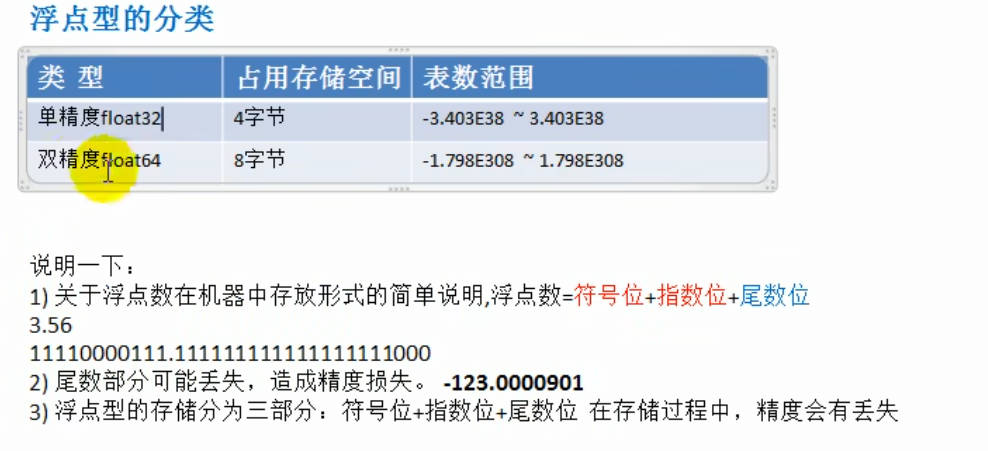 浮点型的分类
类 型 占用存储空间 表数范围
单精度float32 4字节 -3.403E38 ~ 3.403E38
双精度float64 8字节 -1.798E308 ~ 1.798E308
说明一下：
1) 关于浮点数在机器中存放形式的简单说明,浮点数=符号位+指数位+尾数位
3.56
11110000111.111111111111111111000
2) 尾数部分可能丢失，造成精度损失。 -123.0000901
3) 浮点型的存储分为三部分：符号位+指数位+尾数位 在存储过程中，精度会有丢失